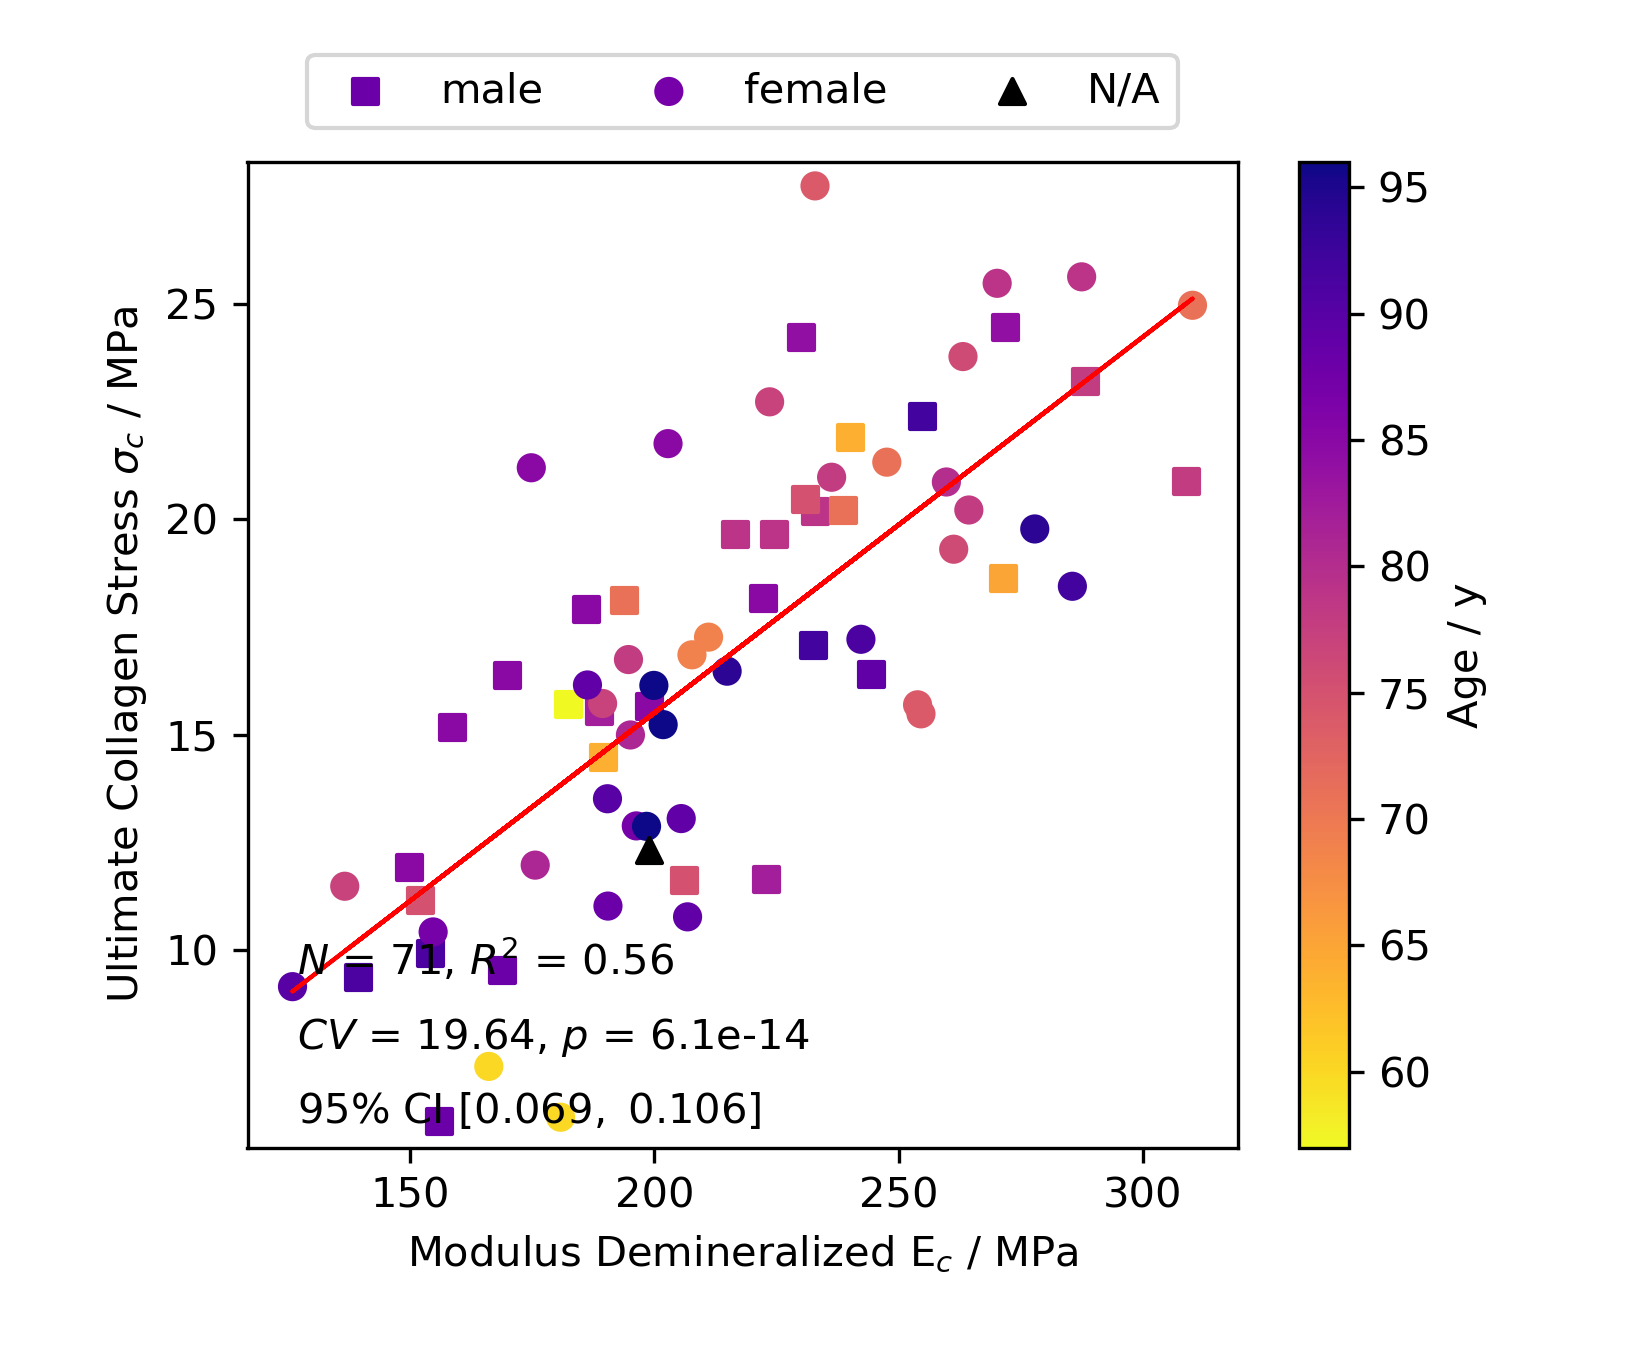 male female N/A
Ultimate Collagen Stress σc / MPa
25
20
15
10
N = 71, R² = 0.56
CV = 19.64, p = 6.1e-14
95% CI [0.069, 0.106]
150 200 250 300
Modulus Demineralized Ec / MPa
95
90
85
80
75
70
65
60
Age / y